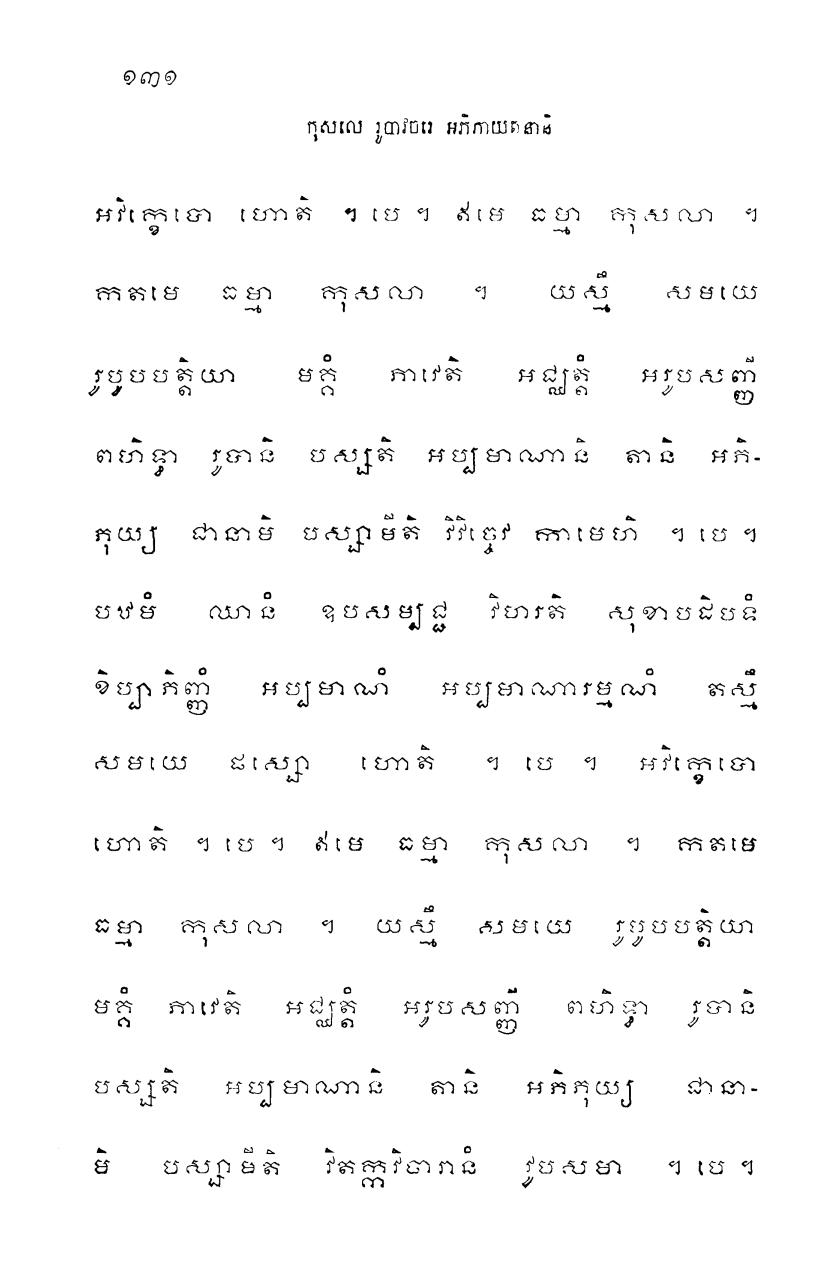 ១៣១
កុសលេ រូបាវចរេ អភិភាយតនានិ
អវិក្ខេបោ ហោតិ ។ បេ ។ ឥមេ ធម្មា កុសលា ។
កតមេ ធម្មា កុសលា ។ យស្មឹ សមយេ
រូបូបបត្តិយា មគ្គំ ភាវេតិ អជ្ឈត្តំ អរូបសញ្ញី
ពហិទ្ធា រូបានិ បស្សតិ អប្បមាណានិ តានិ អភិ-
ភុយ្យ ជានាមិ បស្សាមីតិ វិវិច្ចេវ កាមេហិ ។ បេ ។
បឋមំ ឈានំ ឧបសម្បជ្ជ វិហរតិ សុខាបដិបទំ
ខិប្បាភិញ្ញំ អប្បមាណំ អប្បមាណារម្មណំ តស្មឹ
សមយេ ផស្សោ ហោតិ ។ បេ ។ អវិក្ខេបោ
ហោតិ ។ បេ ។ ឥមេ ធម្មា កុសលា ។ កតមេ
ធម្មា កុសលា ។ យស្មឹ សមយេ រូបូបបត្តិយា
មគ្គំ ភាវេតិ អជ្ឈត្តំ អរូបសញ្ញី ពហិទ្ធា រូបានិ
បស្សតិ អប្បមាណានិ តានិ អភិភុយ្យ ជានា-
មិ បស្សាមីតិ វិតក្កវិចារានំ វូបសមា ។ បេ ។